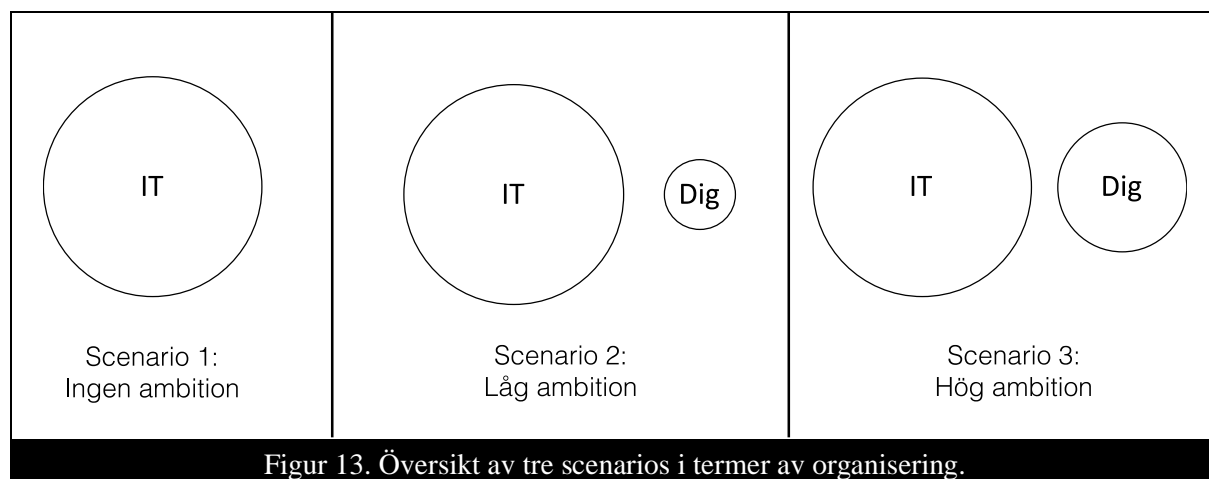 IT
Scenario 1:
Ingen ambition
IT
Dig
Scenario 2:
Låg ambition
IT
Dig
Scenario 3:
Hög ambition
Figur 13. Översikt av tre scenarios i termer av organisering.